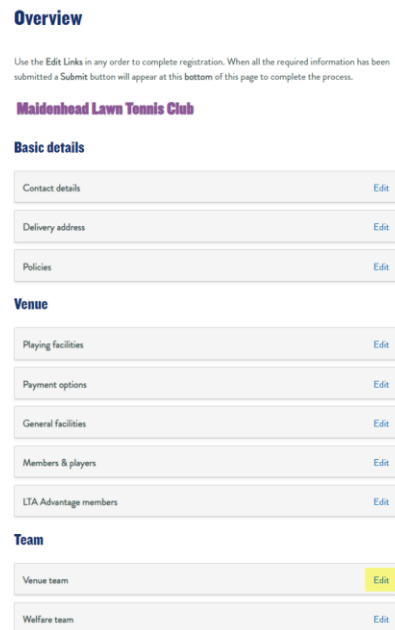 Overview
Use the Edit Links in any order to complete registration. When all the required information has been
submitted a Submit button will appear at this bottom of this page to complete the process.
Maidenhead Lawn Tennis Club
Basic details
Contact details Edit
Delivery address Edit
Policies Edit
Venue
Playing facilities Edit
Payment options Edit
General facilities Edit
Members & players Edit
LTA Advantage members Edit
Team
Venue team Edit
Welfare team Edit